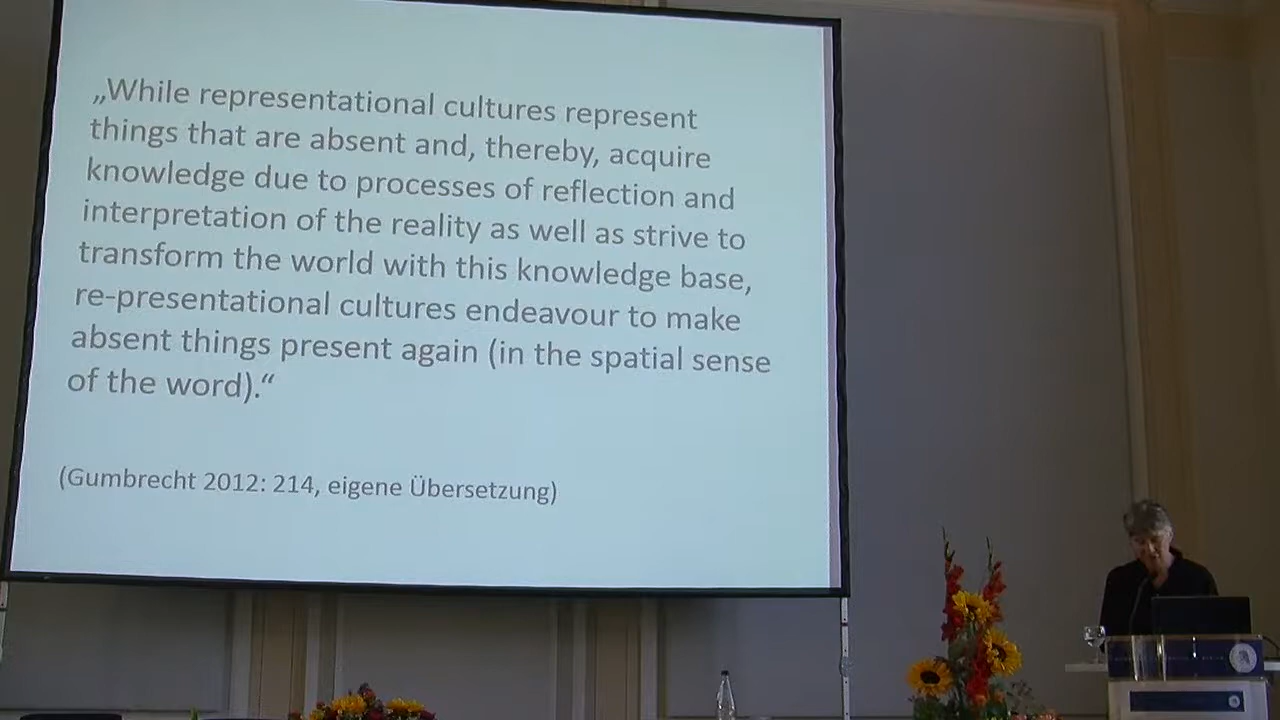 „While representational cultures represent
things that are absent and, thereby, acquire
knowledge due to processes of reflection and
interpretation of the reality as well as strive to
transform the world with this knowledge base,
re-presentational cultures endeavour to make
absent things present again (in the spatial sense
of the word).“
(Gumbrecht 2012: 214, eigene Übersetzung)